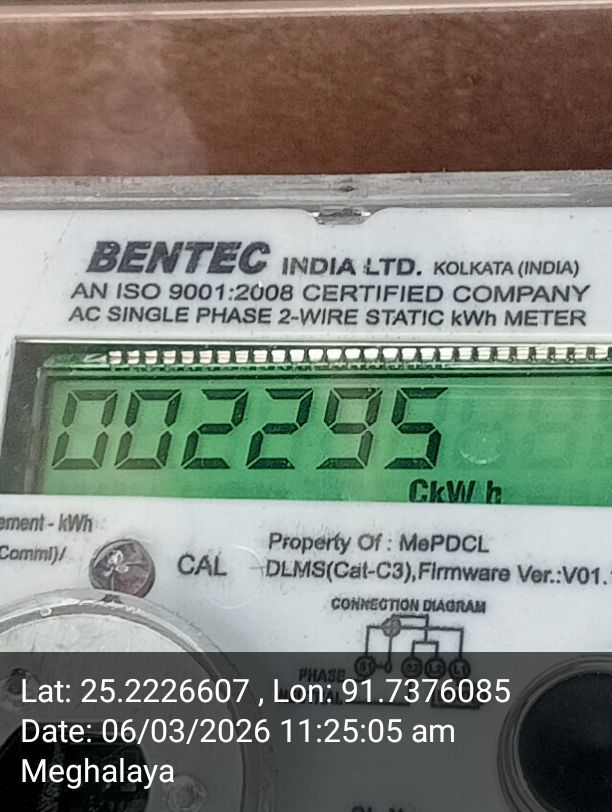 BENTEC INDIA LTD. KOLKATA (INDIA)
AN ISO 9001:2008 CERTIFIED COMPANY
AC SINGLE PHASE 2-WIRE STATIC kWh METER
002295
CkW h
ement - kWh
Comml)/
CAL
Property Of : MePDCL
DLMS(Cat-C3),Firmware Ver.:V01.
CONNECTION DIAGRAM
PHASE
Lat: 25.2226607 , Lon: 91.7376085
Date: 06/03/2026 11:25:05 am
Meghalaya